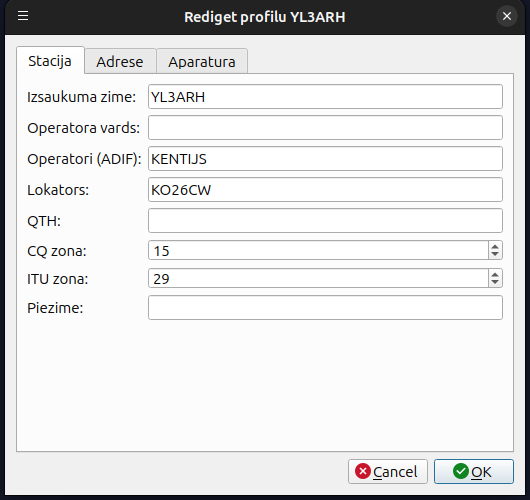 Rediget profilu YL3ARH
Stacija Adrese Aparatura
Izsaukuma zime: YL3ARH
Operatora vards:
Operatori (ADIF): KENTIJS
Lokators: KO26CW
QTH:
CQ zona: 15
ITU zona: 29
Piezime:
Cancel OK